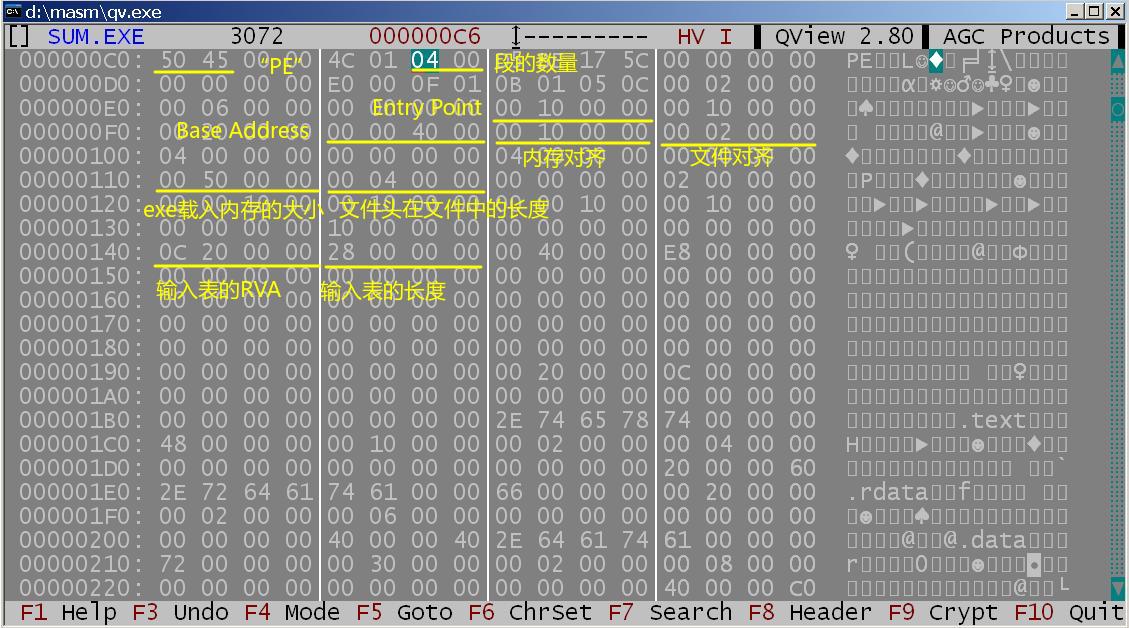 d:\masm\qv.exe
[] SUM.EXE 3072 000000C6 ↕--------- HV I QView 2.80 AGC Products
000000C0: 50 45 "PE" 4C 01 04 00 段的数量 17 5C 00 00 00 00 PE
000000D0: 00 00 00 00 E0 00 0F 01 0B 01 05 0C 00 02 00 00
000000E0: 00 06 00 00 00 00 00 00 00 10 00 00 00 10 00 00
Entry Point
000000F0: 00 20 00 00 00 00 40 00 00 10 00 00 00 02 00 00 @
Base Address
00000100: 04 00 00 00 00 00 00 00 04 00 00 00 00 00 00 00
内存对齐 文件对齐
00000110: 00 50 00 00 00 04 00 00 00 00 00 00 02 00 00 00 P
00000120: 00 00 10 00 00 10 00 00 00 00 10 00 00 10 00 00
exe载入内存的大小 文件头在文件中的长度
00000130: 00 00 00 00 10 00 00 00 00 00 00 00 00 00 00 00
00000140: 0C 20 00 00 28 00 00 00 00 40 00 00 E8 00 00 00 ( @ Φ
00000150: 00 00 00 00 00 00 00 00 00 00 00 00 00 00 00 00
输入表的RVA 输入表的长度
00000160: 00 00 00 00 00 00 00 00 00 00 00 00 00 00 00 00
00000170: 00 00 00 00 00 00 00 00 00 00 00 00 00 00 00 00
00000180: 00 00 00 00 00 00 00 00 00 00 00 00 00 00 00 00
00000190: 00 00 00 00 00 00 00 00 00 20 00 00 0C 00 00 00
000001A0: 00 00 00 00 00 00 00 00 00 00 00 00 00 00 00 00
000001B0: 00 00 00 00 00 00 00 00 2E 74 65 78 74 00 00 00 .text
000001C0: 48 00 00 00 00 10 00 00 00 02 00 00 00 04 00 00 H
000001D0: 00 00 00 00 00 00 00 00 00 00 00 00 20 00 00 60 `
000001E0: 2E 72 64 61 74 61 00 00 66 00 00 00 00 20 00 00 .rdata f
000001F0: 00 02 00 00 00 06 00 00 00 00 00 00 00 00 00 00
00000200: 00 00 00 00 40 00 00 40 2E 64 61 74 61 00 00 00 @ @.data
00000210: 72 00 00 00 00 30 00 00 00 02 00 00 00 08 00 00 r 0
00000220: 00 00 00 00 00 00 00 00 00 00 00 00 40 00 00 C0 @ └
F1 Help F3 Undo F4 Mode F5 Goto F6 ChrSet F7 Search F8 Header F9 Crypt F10 Quit